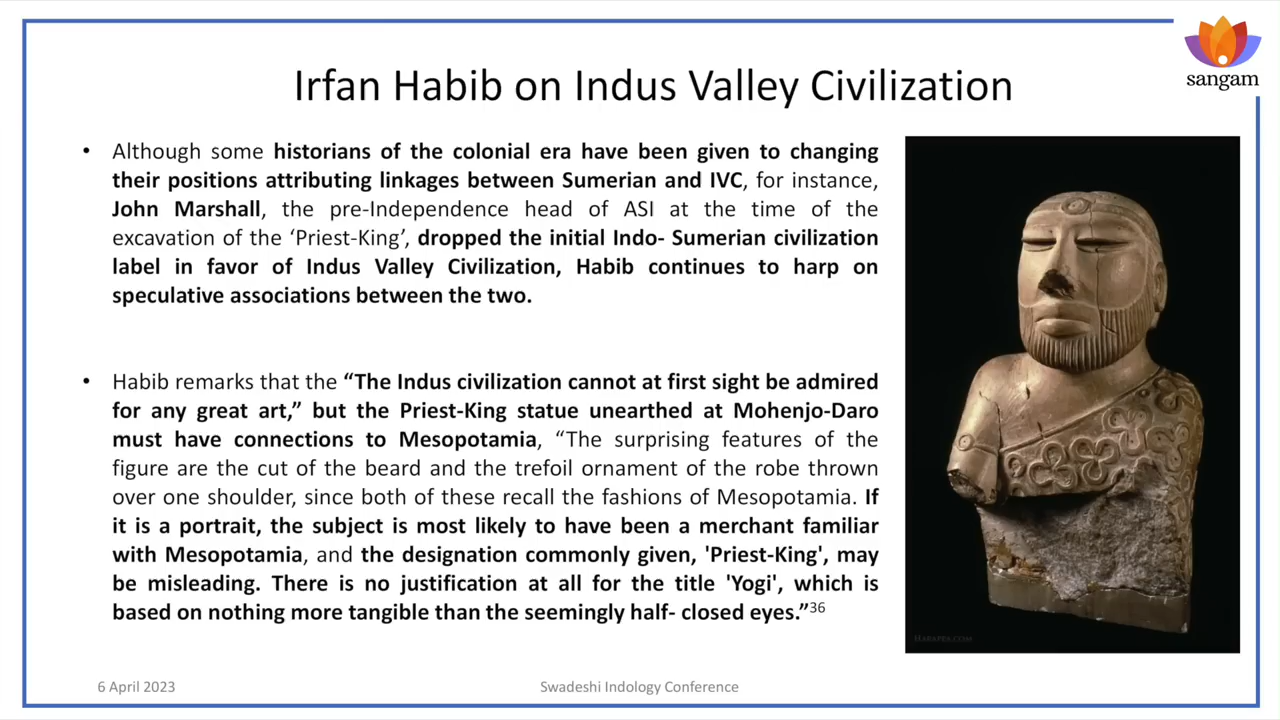 sangam
Irfan Habib on Indus Valley Civilization
• Although some historians of the colonial era have been given to changing
their positions attributing linkages between Sumerian and IVC, for instance,
John Marshall, the pre-Independence head of ASI at the time of the
excavation of the ‘Priest-King’, dropped the initial Indo- Sumerian civilization
label in favor of Indus Valley Civilization, Habib continues to harp on
speculative associations between the two.
• Habib remarks that the “The Indus civilization cannot at first sight be admired
for any great art,” but the Priest-King statue unearthed at Mohenjo-Daro
must have connections to Mesopotamia, “The surprising features of the
figure are the cut of the beard and the trefoil ornament of the robe thrown
over one shoulder, since both of these recall the fashions of Mesopotamia. If
it is a portrait, the subject is most likely to have been a merchant familiar
with Mesopotamia, and the designation commonly given, 'Priest-King', may
be misleading. There is no justification at all for the title 'Yogi', which is
based on nothing more tangible than the seemingly half- closed eyes.”36
HARAPPA.COM
6 April 2023
Swadeshi Indology Conference